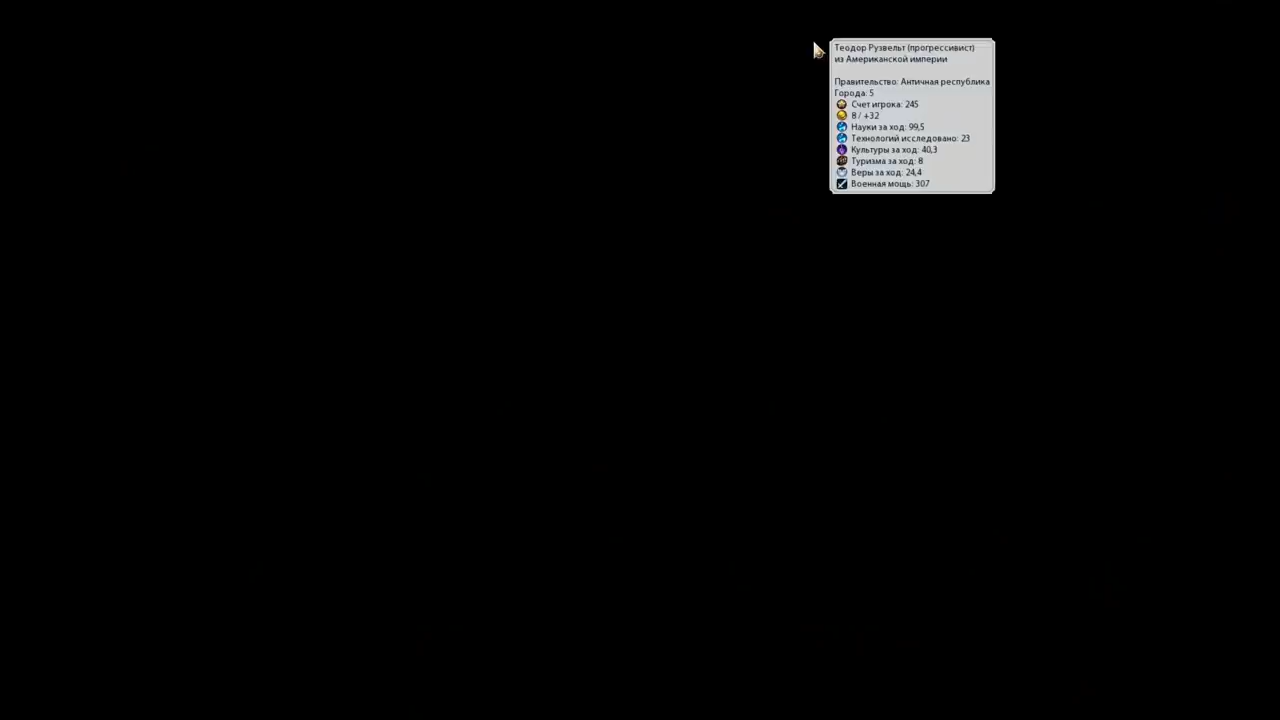 Теодор Рузвельт (прогрессивист)
из Американской империи
Правительство: Античная республика
Города: 5
Счет игрока: 245
8 / +32
Науки за ход: 99,5
Технологий исследовано: 23
Культуры за ход: 40,3
Туризма за ход: 8
Веры за ход: 24,4
Военная мощь: 307